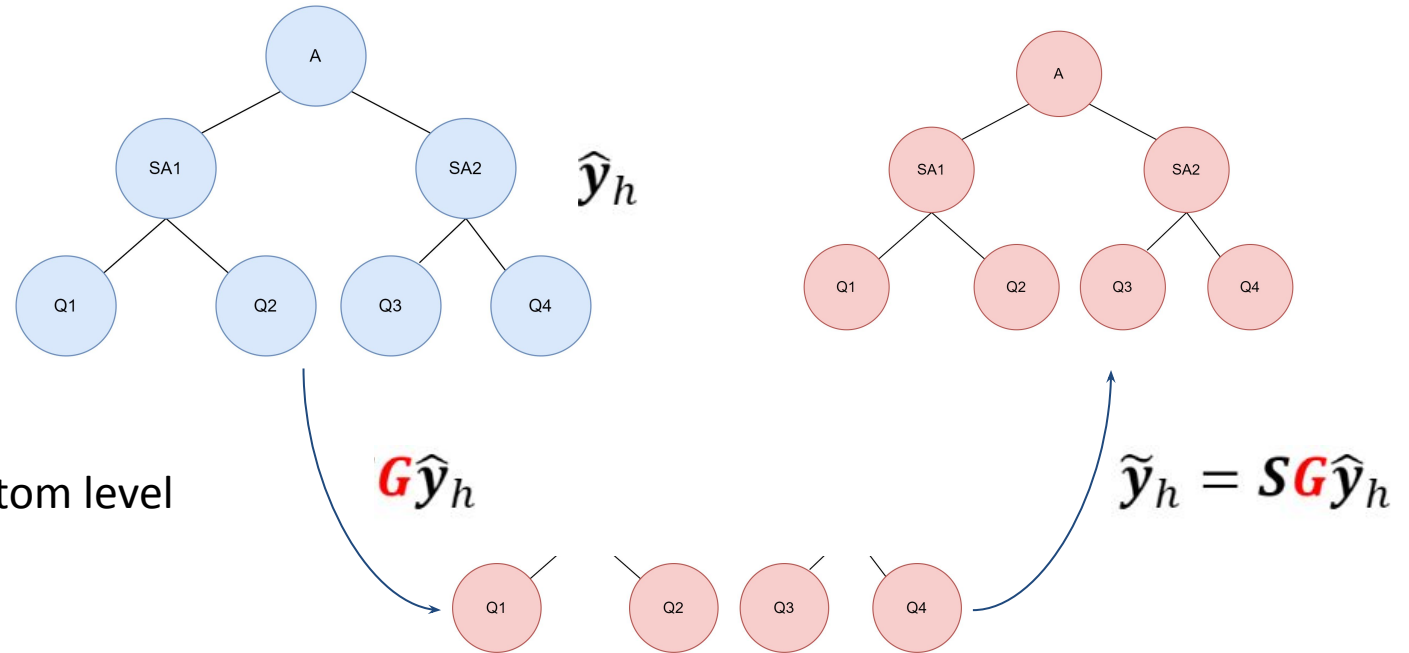 A
A
SA1
SA2
ŷₕ
SA1
SA2
Q1
Q2
Q3
Q4
Q1
Q2
Q3
Q4
tom level
Gŷₕ
ỹₕ = SGŷₕ
Q1
Q2
Q3
Q4